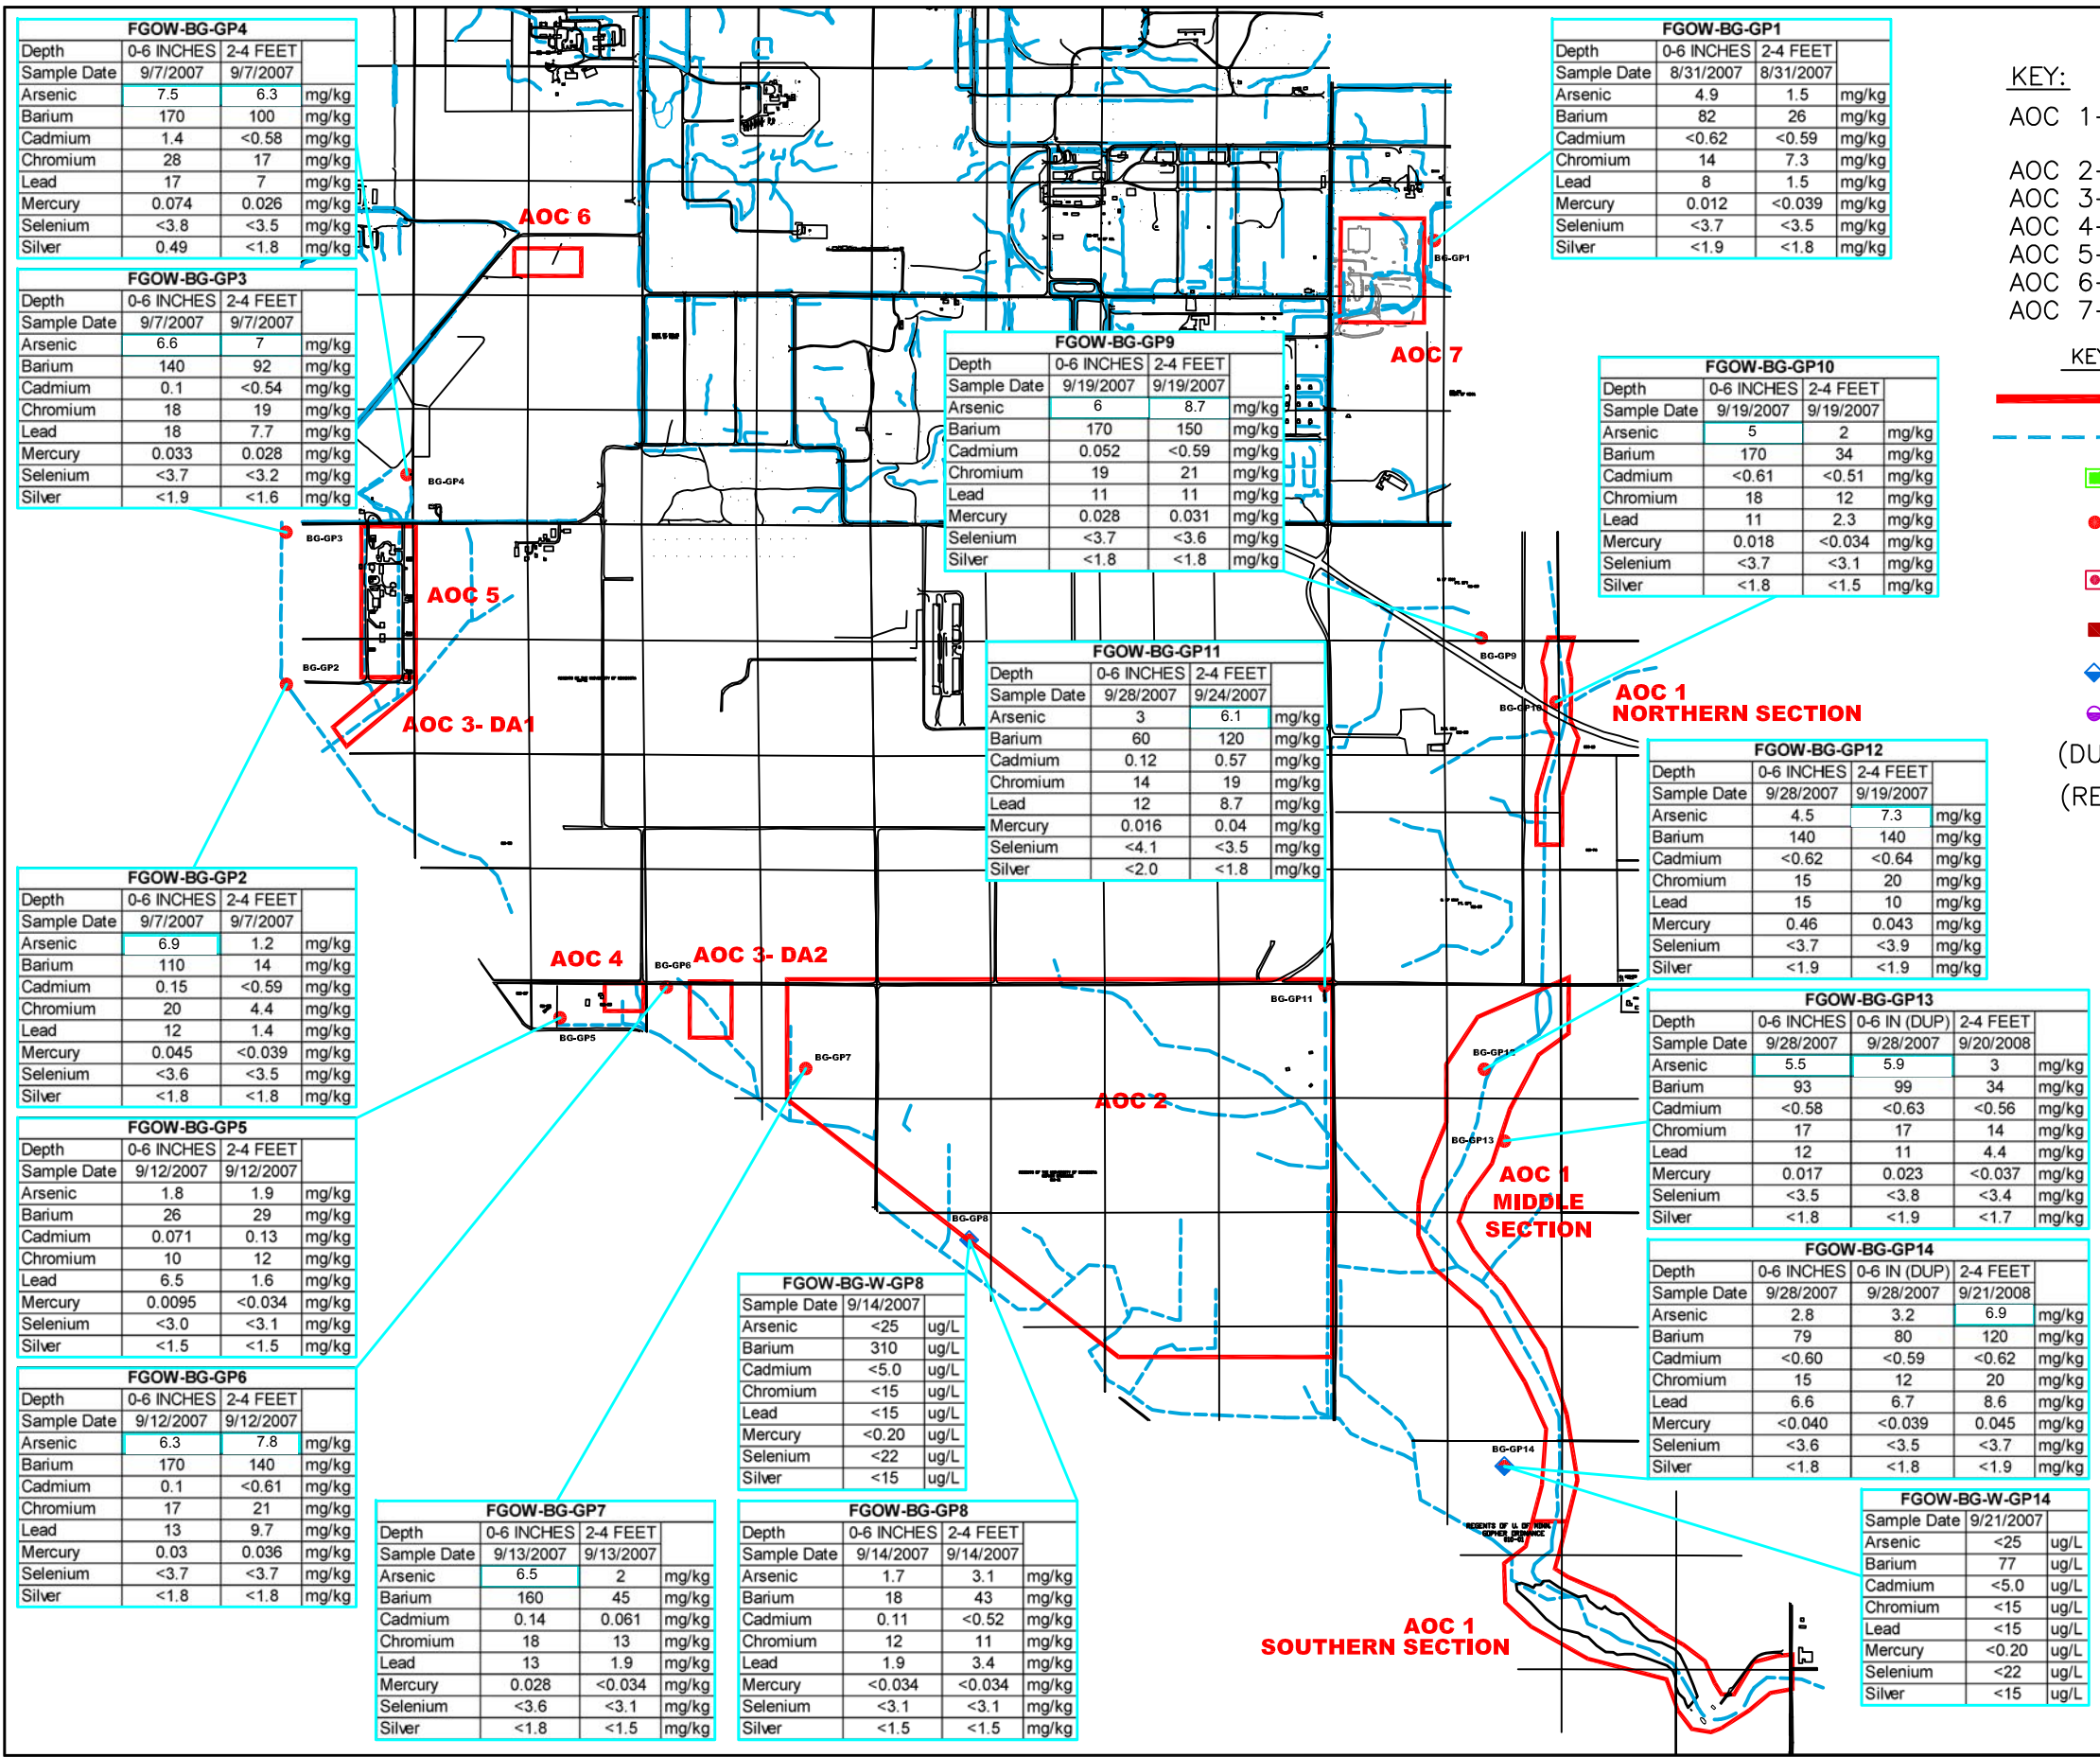 FGOW-BG-GP4
Depth 0-6 INCHES 2-4 FEET
Sample Date 9/7/2007 9/7/2007
Arsenic 7.5 6.3 mg/kg
Barium 170 100 mg/kg
Cadmium 1.4 <0.58 mg/kg
Chromium 28 17 mg/kg
Lead 17 7 mg/kg
Mercury 0.074 0.026 mg/kg
Selenium <3.8 <3.5 mg/kg
Silver 0.49 <1.8 mg/kg
FGOW-BG-GP3
Depth 0-6 INCHES 2-4 FEET
Sample Date 9/7/2007 9/7/2007
Arsenic 6.6 7 mg/kg
Barium 140 92 mg/kg
Cadmium 0.1 <0.54 mg/kg
Chromium 18 19 mg/kg
Lead 18 7.7 mg/kg
Mercury 0.033 0.028 mg/kg
Selenium <3.7 <3.2 mg/kg
Silver <1.9 <1.6 mg/kg
FGOW-BG-GP2
Depth 0-6 INCHES 2-4 FEET
Sample Date 9/7/2007 9/7/2007
Arsenic 6.9 1.2 mg/kg
Barium 110 14 mg/kg
Cadmium 0.15 <0.59 mg/kg
Chromium 20 4.4 mg/kg
Lead 12 1.4 mg/kg
Mercury 0.045 <0.039 mg/kg
Selenium <3.6 <3.5 mg/kg
Silver <1.8 <1.8 mg/kg
FGOW-BG-GP5
Depth 0-6 INCHES 2-4 FEET
Sample Date 9/12/2007 9/12/2007
Arsenic 1.8 1.9 mg/kg
Barium 26 29 mg/kg
Cadmium 0.071 0.13 mg/kg
Chromium 10 12 mg/kg
Lead 6.5 1.6 mg/kg
Mercury 0.0095 <0.034 mg/kg
Selenium <3.0 <3.1 mg/kg
Silver <1.5 <1.5 mg/kg
FGOW-BG-GP6
Depth 0-6 INCHES 2-4 FEET
Sample Date 9/12/2007 9/12/2007
Arsenic 6.3 7.8 mg/kg
Barium 170 140 mg/kg
Cadmium 0.1 <0.61 mg/kg
Chromium 17 21 mg/kg
Lead 13 9.7 mg/kg
Mercury 0.03 0.036 mg/kg
Selenium <3.7 <3.7 mg/kg
Silver <1.8 <1.8 mg/kg
FGOW-BG-GP7
Depth 0-6 INCHES 2-4 FEET
Sample Date 9/13/2007 9/13/2007
Arsenic 6.5 2 mg/kg
Barium 160 45 mg/kg
Cadmium 0.14 0.061 mg/kg
Chromium 18 13 mg/kg
Lead 13 1.9 mg/kg
Mercury 0.028 <0.034 mg/kg
Selenium <3.6 <3.1 mg/kg
Silver <1.8 <1.5 mg/kg
FGOW-BG-W-GP8
Sample Date 9/14/2007
Arsenic <25 ug/L
Barium 310 ug/L
Cadmium <5.0 ug/L
Chromium <15 ug/L
Lead <15 ug/L
Mercury <0.20 ug/L
Selenium <22 ug/L
Silver <15 ug/L
FGOW-BG-GP8
Depth 0-6 INCHES 2-4 FEET
Sample Date 9/14/2007 9/14/2007
Arsenic 1.7 3.1 mg/kg
Barium 18 43 mg/kg
Cadmium 0.11 <0.52 mg/kg
Chromium 12 11 mg/kg
Lead 1.9 3.4 mg/kg
Mercury <0.034 <0.034 mg/kg
Selenium <3.1 <3.1 mg/kg
Silver <1.5 <1.5 mg/kg
FGOW-BG-GP9
Depth 0-6 INCHES 2-4 FEET
Sample Date 9/19/2007 9/19/2007
Arsenic 6 8.7 mg/kg
Barium 170 150 mg/kg
Cadmium 0.052 <0.59 mg/kg
Chromium 19 21 mg/kg
Lead 11 11 mg/kg
Mercury 0.028 0.031 mg/kg
Selenium <3.7 <3.6 mg/kg
Silver <1.8 <1.8 mg/kg
FGOW-BG-GP11
Depth 0-6 INCHES 2-4 FEET
Sample Date 9/28/2007 9/24/2007
Arsenic 3 6.1 mg/kg
Barium 60 120 mg/kg
Cadmium 0.12 0.57 mg/kg
Chromium 14 19 mg/kg
Lead 12 8.7 mg/kg
Mercury 0.016 0.04 mg/kg
Selenium <4.1 <3.5 mg/kg
Silver <2.0 <1.8 mg/kg
FGOW-BG-GP1
Depth 0-6 INCHES 2-4 FEET
Sample Date 8/31/2007 8/31/2007
Arsenic 4.9 1.5 mg/kg
Barium 82 26 mg/kg
Cadmium <0.62 <0.59 mg/kg
Chromium 14 7.3 mg/kg
Lead 8 1.5 mg/kg
Mercury 0.012 <0.039 mg/kg
Selenium <3.7 <3.5 mg/kg
Silver <1.9 <1.8 mg/kg
FGOW-BG-GP10
Depth 0-6 INCHES 2-4 FEET
Sample Date 9/19/2007 9/19/2007
Arsenic 5 2 mg/kg
Barium 170 34 mg/kg
Cadmium <0.61 <0.51 mg/kg
Chromium 18 12 mg/kg
Lead 11 2.3 mg/kg
Mercury 0.018 <0.034 mg/kg
Selenium <3.7 <3.1 mg/kg
Silver <1.8 <1.5 mg/kg
FGOW-BG-GP12
Depth 0-6 INCHES 2-4 FEET
Sample Date 9/28/2007 9/19/2007
Arsenic 4.5 7.3 mg/kg
Barium 140 140 mg/kg
Cadmium <0.62 <0.64 mg/kg
Chromium 15 20 mg/kg
Lead 15 10 mg/kg
Mercury 0.46 0.043 mg/kg
Selenium <3.7 <3.9 mg/kg
Silver <1.9 <1.9 mg/kg
FGOW-BG-GP13
Depth 0-6 INCHES 0-6 IN (DUP) 2-4 FEET
Sample Date 9/28/2007 9/28/2007 9/20/2008
Arsenic 5.5 5.9 3 mg/kg
Barium 93 99 34 mg/kg
Cadmium <0.58 <0.63 <0.56 mg/kg
Chromium 17 17 14 mg/kg
Lead 12 11 4.4 mg/kg
Mercury 0.017 0.023 <0.037 mg/kg
Selenium <3.5 <3.8 <3.4 mg/kg
Silver <1.8 <1.9 <1.7 mg/kg
FGOW-BG-GP14
Depth 0-6 INCHES 0-6 IN (DUP) 2-4 FEET
Sample Date 9/28/2007 9/28/2007 9/21/2008
Arsenic 2.8 3.2 6.9 mg/kg
Barium 79 80 120 mg/kg
Cadmium <0.60 <0.59 <0.62 mg/kg
Chromium 15 12 20 mg/kg
Lead 6.6 6.7 8.6 mg/kg
Mercury <0.040 <0.039 0.045 mg/kg
Selenium <3.6 <3.5 <3.7 mg/kg
Silver <1.8 <1.8 <1.9 mg/kg
FGOW-BG-W-GP14
Sample Date 9/21/2007
Arsenic <25 ug/L
Barium 77 ug/L
Cadmium <5.0 ug/L
Chromium <15 ug/L
Lead <15 ug/L
Mercury <0.20 ug/L
Selenium <22 ug/L
Silver <15 ug/L
KEY:
AOC 1-
AOC 2-
AOC 3-
AOC 4-
AOC 5-
AOC 6-
AOC 7-
KEY
(DU
(RE
AOC 6
AOC 7
BG-GP1
BG-GP4
BG-GP3
AOC 5
BG-GP2
AOC 3- DA1
BG-GP9
BG-GP10
AOC 1
NORTHERN SECTION
AOC 4
BG-GP6
AOC 3- DA2
BG-GP5
BG-GP7
BG-GP11
AOC 2
BG-GP12
BG-GP13
AOC 1
MIDDLE
SECTION
BG-GP8
BG-GP14
REGENTS OF U. OF MINN.
GOPHER ORDNANCE
AOC 1
SOUTHERN SECTION